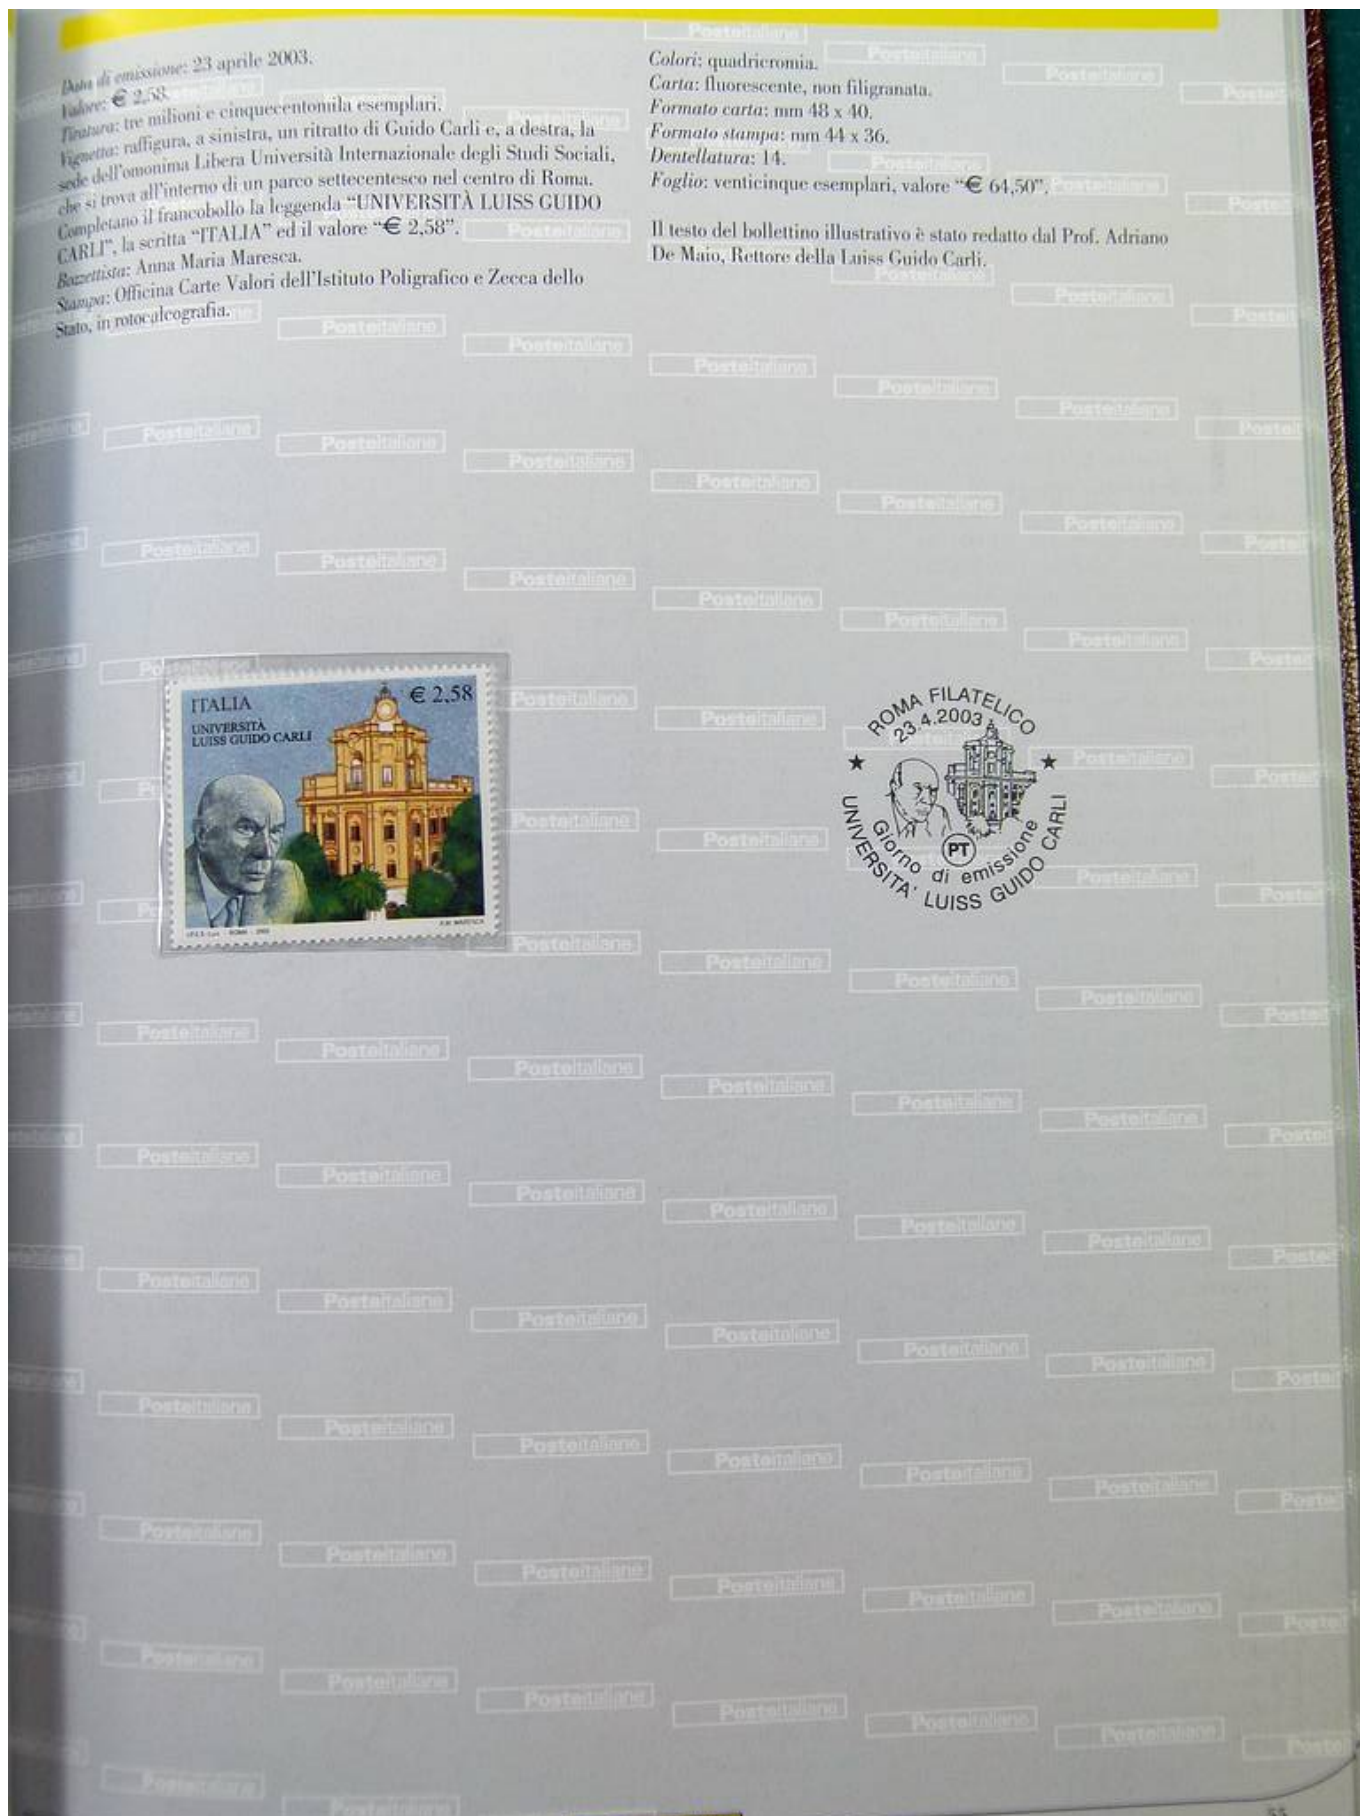 Data di emissione: 23 aprile 2003.
Valore: € 2,58.
Tiratura: tre milioni e cinquecentomila esemplari.
Vignetta: raffigura, a sinistra, un ritratto di Guido Carli e, a destra, la
sede dell'omonima Libera Università Internazionale degli Studi Sociali,
che si trova all'interno di un parco settecentesco nel centro di Roma.
Completano il francobollo la leggenda “UNIVERSITÀ LUISS GUIDO
CARLI”, la scritta “ITALIA” ed il valore “€ 2,58”.
Bozzettista: Anna Maria Maresca.
Stampa: Officina Carte Valori dell'Istituto Poligrafico e Zecca dello
Stato, in rotocalcografia.
Colori: quadricromia.
Carta: fluorescente, non filigranata.
Formato carta: mm 48 x 40.
Formato stampa: mm 44 x 36.
Dentellatura: 14.
Foglio: venticinque esemplari, valore “€ 64,50”.
Il testo del bollettino illustrativo è stato redatto dal Prof. Adriano
De Maio, Rettore della Luiss Guido Carli.
ITALIA
€ 2,58
UNIVERSITÀ
LUISS GUIDO CARLI
A.M. MARESCA
ROMA FILATELICO
23.4.2003
PT
Giorno di emissione
UNIVERSITA' LUISS GUIDO CARLI
Posteitaliane